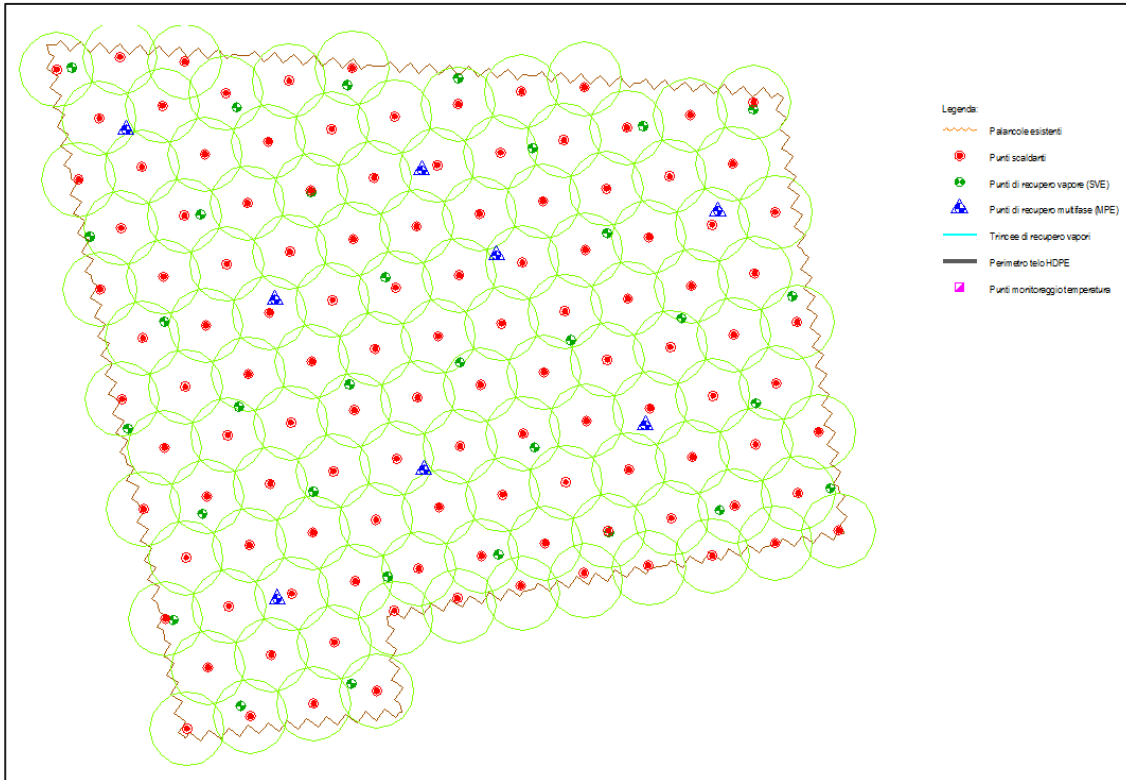 Legenda:
Palancole esistenti
Punti scaldanti
Punti di recupero vapore (SVE)
Punti di recupero multifase (MPE)
Trincee di recupero vapori
Perimetro telo HDPE
Punti monitoraggio temperatura